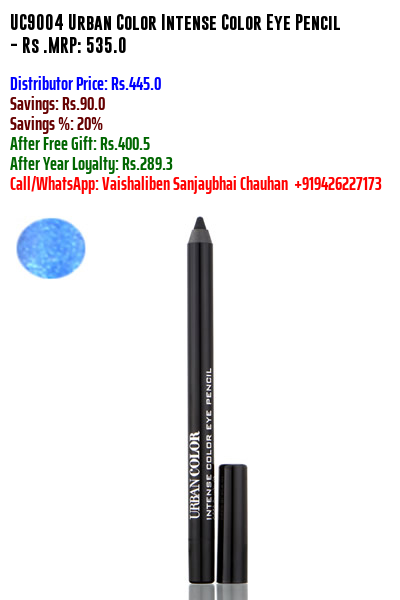 UC9004 Urban Color Intense Color Eye Pencil
- Rs .MRP: 535.0
Distributor Price: Rs.445.0
Savings: Rs.90.0
Savings %: 20%
After Free Gift: Rs.400.5
After Year Loyalty: Rs.289.3
Call/WhatsApp: Vaishaliben Sanjaybhai Chauhan +919426227173
URBAN COLOR
INTENSE COLOR EYE PENCIL